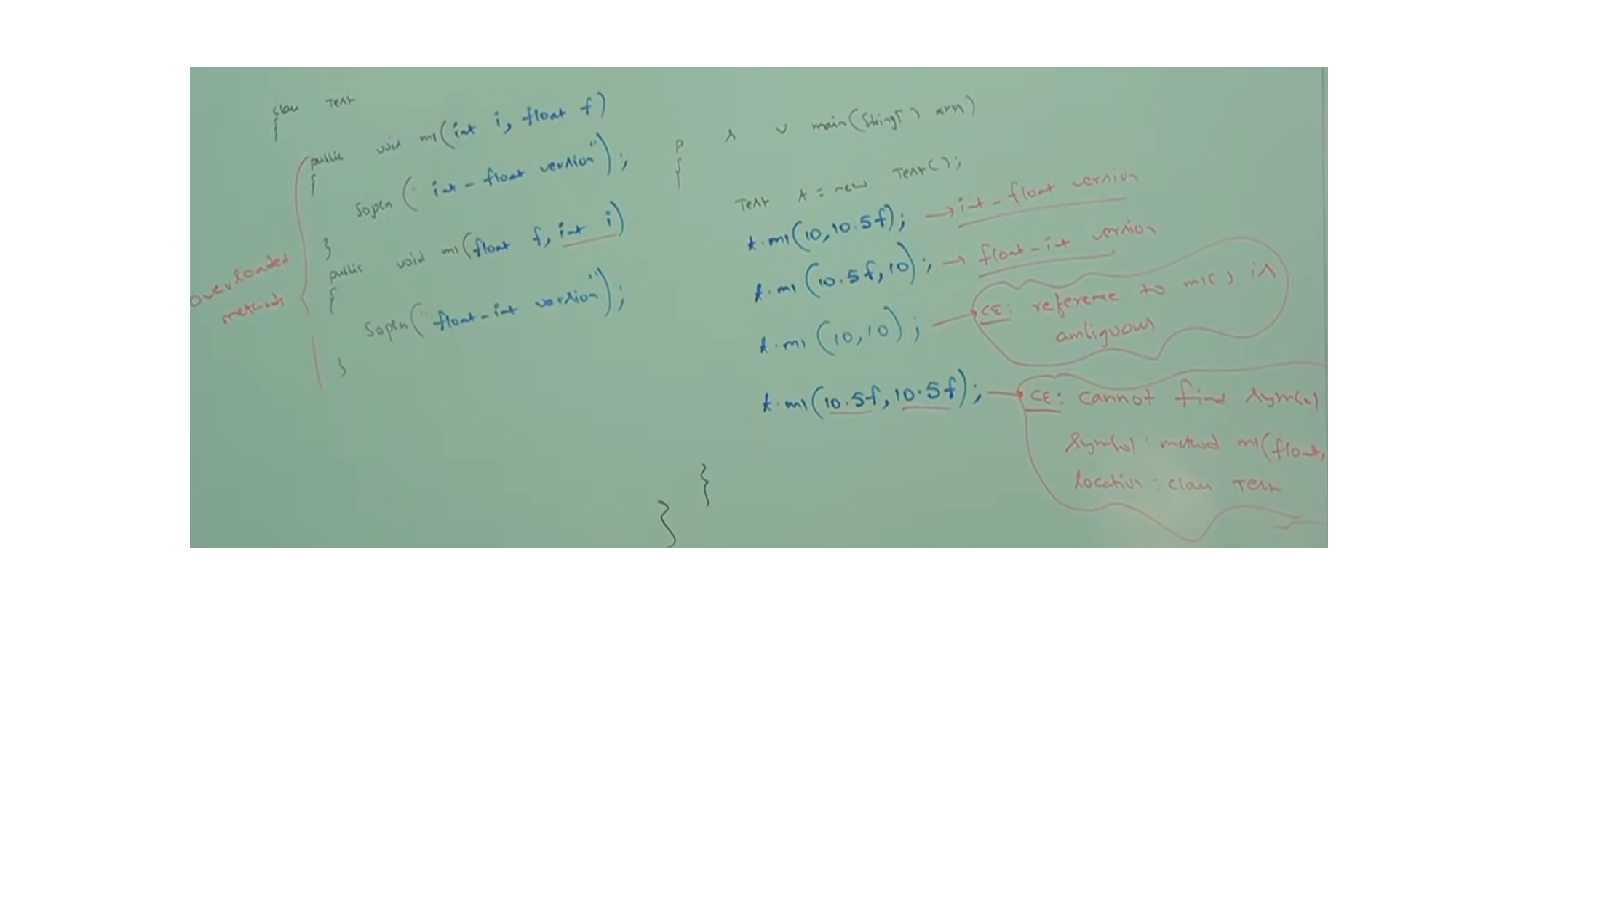 class Test
{
public void m1(int i, float f)
{
Sopln("int-float version");
}
public void m1(float f, int i)
{
Sopln("float-int version");
}
overloaded
methods
p s v main(String[] args)
{
Test t = new Test();
t.m1(10,10.5f); → int-float version
t.m1(10.5f,10); → float-int version
t.m1(10,10); → CE: reference to m1() is
ambiguous
t.m1(10.5f,10.5f); → CE: cannot find symbol
symbol: method m1(float,
location: class Test
}
}